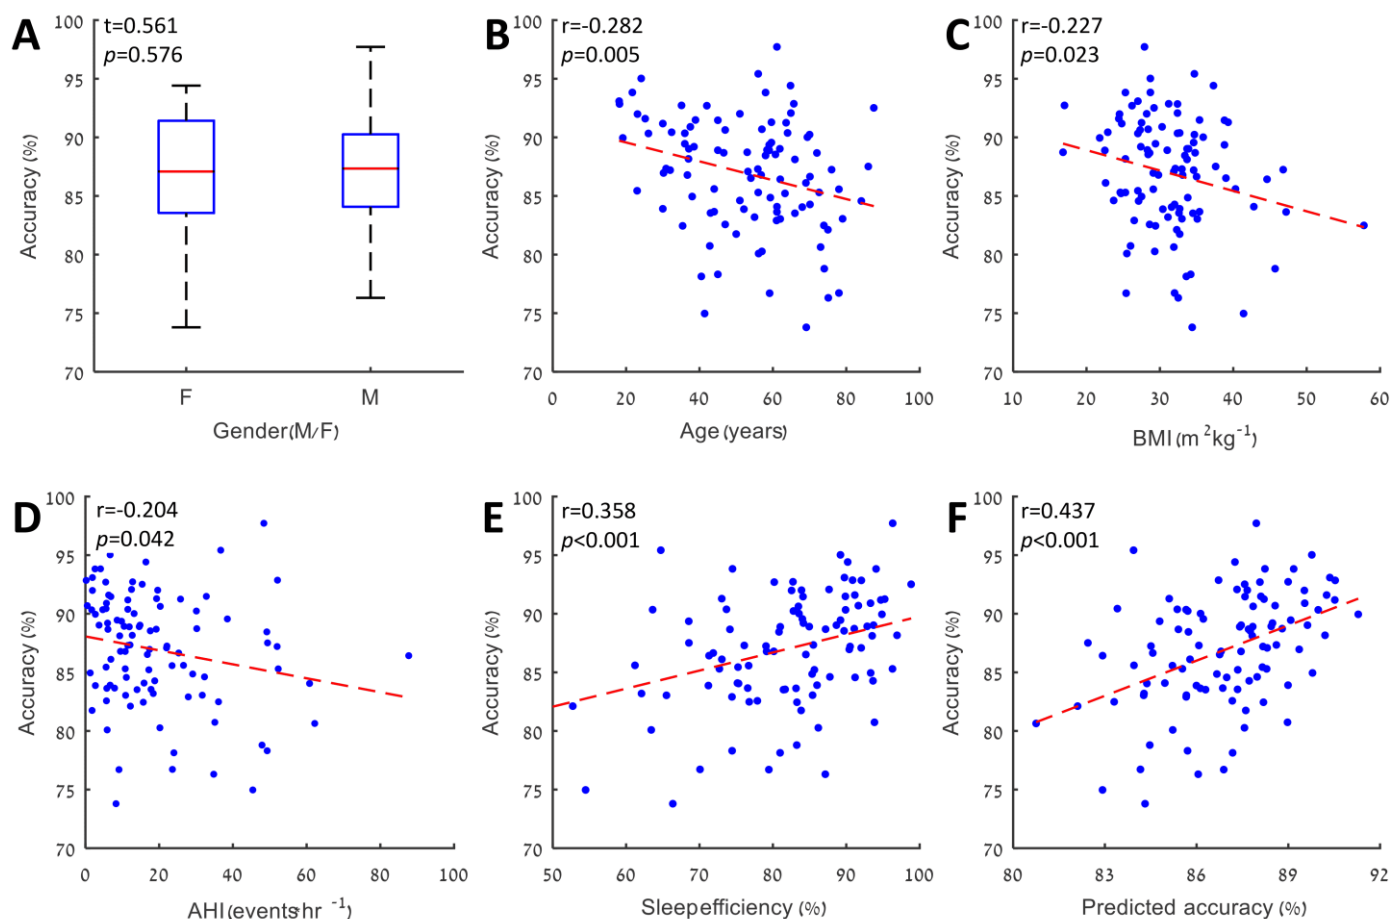 A
t=0.561
p=0.576
100
95
90
85
80
75
70
Accuracy (%)
F
M
Gender(M/F)
B
r=-0.282
p=0.005
100
95
90
85
80
75
70
Accuracy (%)
0
20
40
60
80
100
Age (years)
C
r=-0.227
p=0.023
100
95
90
85
80
75
70
Accuracy (%)
10
20
30
40
50
60
BMI (m²kg⁻¹)
D
r=-0.204
p=0.042
100
95
90
85
80
75
70
Accuracy (%)
0
20
40
60
80
100
AHI (events*hr ⁻¹)
E
r=0.358
p<0.001
100
95
90
85
80
75
70
Accuracy (%)
50
60
70
80
90
100
Sleep efficiency (%)
F
r=0.437
p<0.001
100
95
90
85
80
75
70
Accuracy (%)
80
83
86
89
92
Predicted accuracy (%)